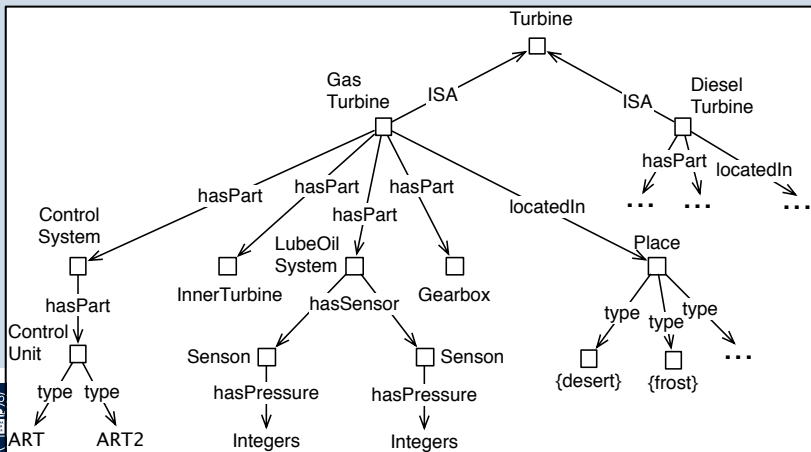 Turbine
Gas
Turbine
ISA
ISA
Diesel
Turbine
hasPart
locatedIn
... ... ...
hasPart
hasPart
hasPart
hasPart
locatedIn
Control
System
InnerTurbine
LubeOil
System
Gearbox
Place
hasPart
hasSensor
type
type
type
...
Control
Unit
Senson
Senson
{desert}
{frost}
type
type
hasPressure
hasPressure
ART
ART2
Integers
Integers